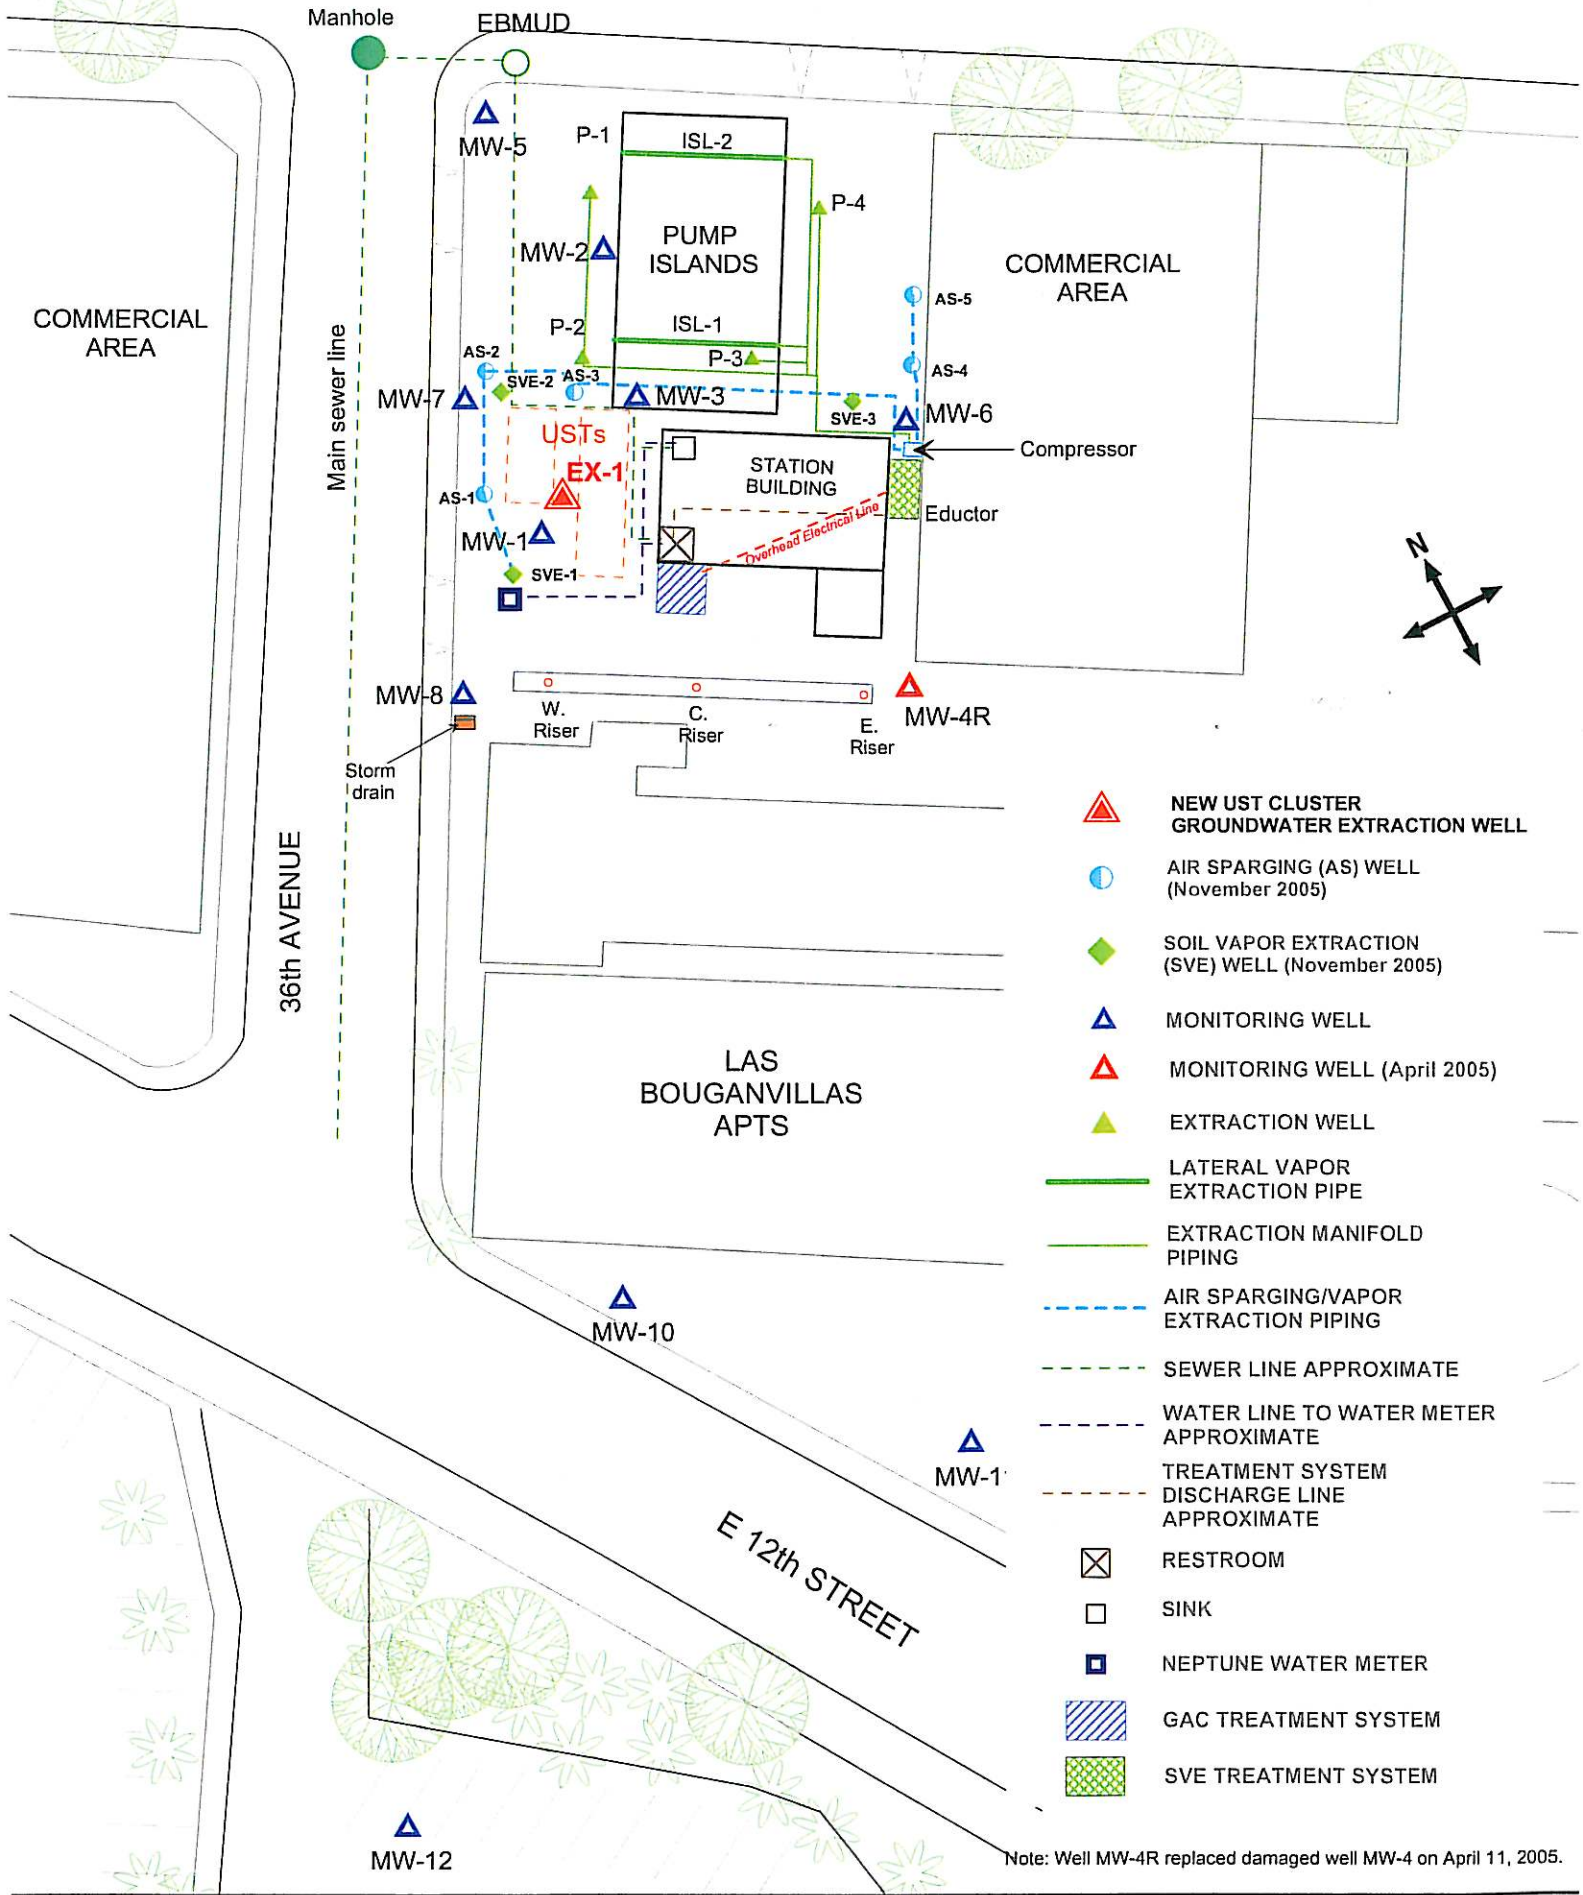 Manhole
EBMUD
MW-5
P-1
ISL-2
P-4
MW-2
PUMP
ISLANDS
COMMERCIAL
AREA
AS-5
COMMERCIAL
AREA
Main sewer line
P-2
ISL-1
P-3
AS-2
SVE-2
AS-3
AS-4
MW-7
MW-3
SVE-3
MW-6
USTs
Compressor
EX-1
STATION
BUILDING
AS-1
Eductor
Overhead Electrical Line
MW-1
SVE-1
N
MW-8
W.
Riser
C.
Riser
E.
Riser
MW-4R
Storm
drain
36th AVENUE
LAS
BOUGANVILLAS
APTS
MW-10
MW-1
E 12th STREET
MW-12
NEW UST CLUSTER
GROUNDWATER EXTRACTION WELL
AIR SPARGING (AS) WELL
(November 2005)
SOIL VAPOR EXTRACTION
(SVE) WELL (November 2005)
MONITORING WELL
MONITORING WELL (April 2005)
EXTRACTION WELL
LATERAL VAPOR
EXTRACTION PIPE
EXTRACTION MANIFOLD
PIPING
AIR SPARGING/VAPOR
EXTRACTION PIPING
SEWER LINE APPROXIMATE
WATER LINE TO WATER METER
APPROXIMATE
TREATMENT SYSTEM
DISCHARGE LINE
APPROXIMATE
RESTROOM
SINK
NEPTUNE WATER METER
GAC TREATMENT SYSTEM
SVE TREATMENT SYSTEM
Note: Well MW-4R replaced damaged well MW-4 on April 11, 2005.